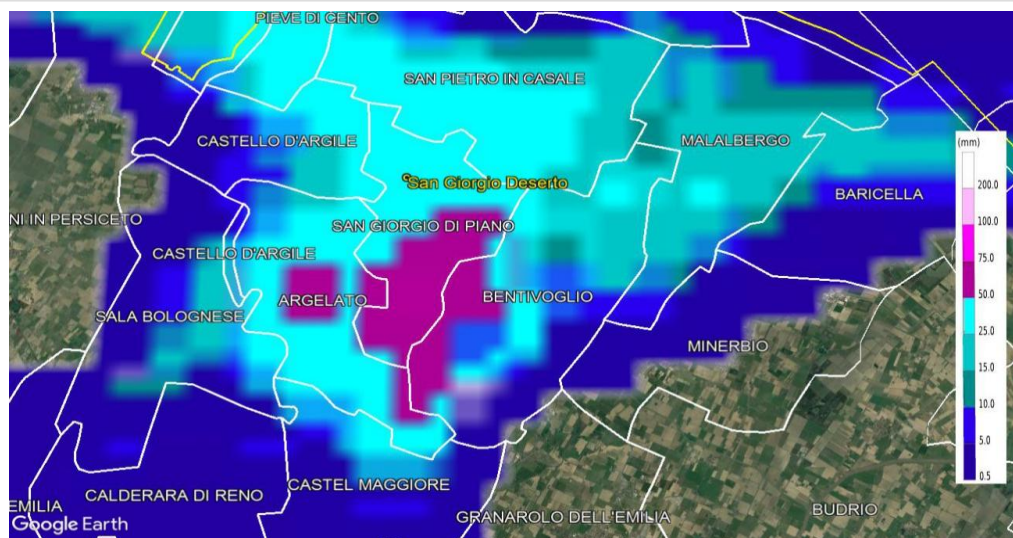 PIEVE DI CENTO
SAN PIETRO IN CASALE
CASTELLO D'ARGILE
MALALBERGO
(mm)
San Giorgio Deserto
200.0
BARICELLA
NI IN PERSICETO
SAN GIORGIO DI PIANO
100.0
CASTELLO D'ARGILE
75.0
ARGELATO
BENTIVOGLIO
50.0
SALA BOLOGNESE
25.0
MINERBIO
15.0
10.0
5.0
0.5
CALDERARA DI RENO
CASTEL MAGGIORE
EMILIA
GRANAROLO DELL'EMILIA
BUDRIO
Google Earth